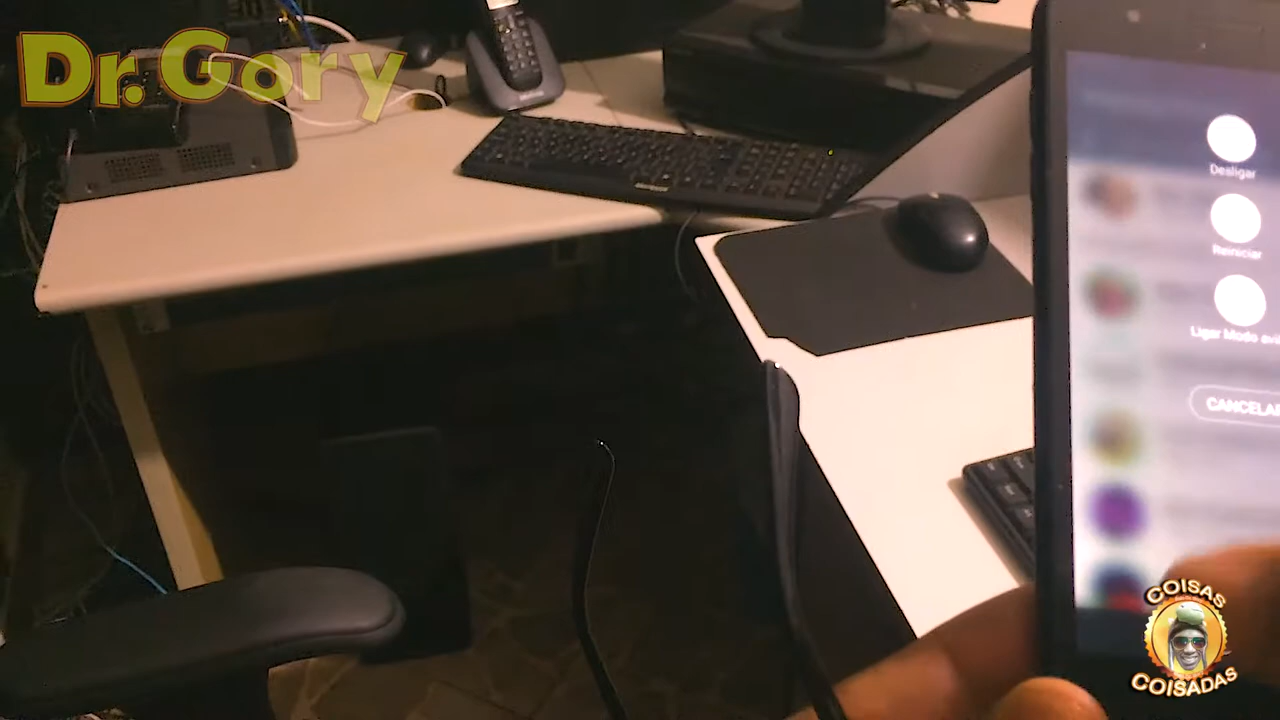 Dr. Gory
Desligar
Reiniciar
Ligar Modo avi
CANCELAR
COISAS
COISADAS